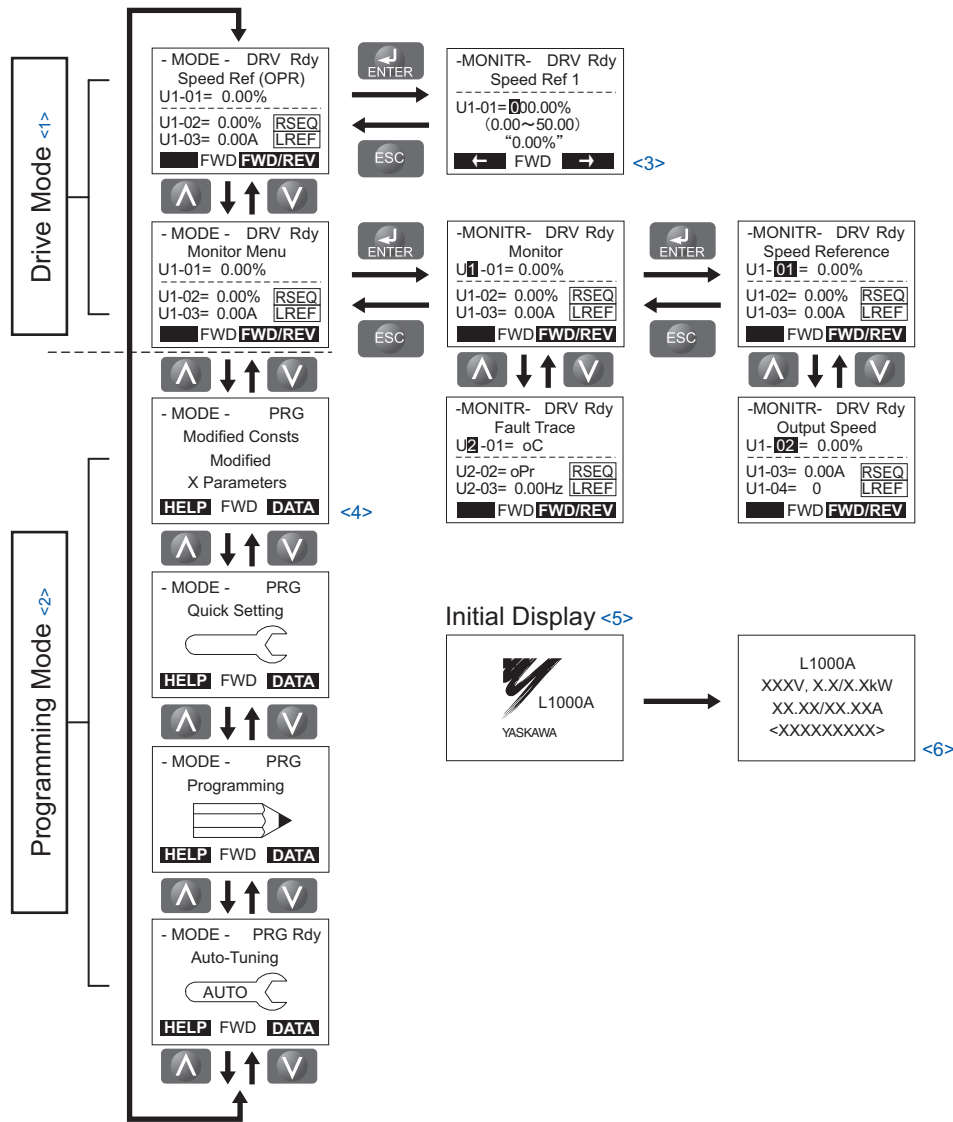 Drive Mode <1>
- MODE - DRV Rdy
Speed Ref (OPR)
U1-01= 0.00%
U1-02= 0.00% RSEQ
U1-03= 0.00A LREF
FWD FWD/REV
ENTER
ESC
-MONITR- DRV Rdy
Speed Ref 1
U1-01= 000.00%
(0.00~50.00)
“0.00%”
← FWD →
<3>
- MODE - DRV Rdy
Monitor Menu
U1-01= 0.00%
U1-02= 0.00% RSEQ
U1-03= 0.00A LREF
FWD FWD/REV
ENTER
ESC
-MONITR- DRV Rdy
Monitor
U1 -01= 0.00%
U1-02= 0.00% RSEQ
U1-03= 0.00A LREF
FWD FWD/REV
ENTER
ESC
-MONITR- DRV Rdy
Speed Reference
U1- 01 = 0.00%
U1-02= 0.00% RSEQ
U1-03= 0.00A LREF
FWD FWD/REV
-MONITR- DRV Rdy
Fault Trace
U2 -01= oC
U2-02= oPr RSEQ
U2-03= 0.00Hz LREF
FWD FWD/REV
-MONITR- DRV Rdy
Output Speed
U1- 02 = 0.00%
U1-03= 0.00A RSEQ
U1-04= 0 LREF
FWD FWD/REV
Programming Mode <2>
- MODE - PRG
Modified Consts
Modified
X Parameters
HELP FWD DATA
<4>
- MODE - PRG
Quick Setting
HELP FWD DATA
- MODE - PRG
Programming
HELP FWD DATA
- MODE - PRG Rdy
Auto-Tuning
AUTO
HELP FWD DATA
Initial Display <5>
L1000A
YASKAWA
L1000A
XXXV, X.X/X.XkW
XX.XX/XX.XXA
<XXXXXXXXX>
<6>